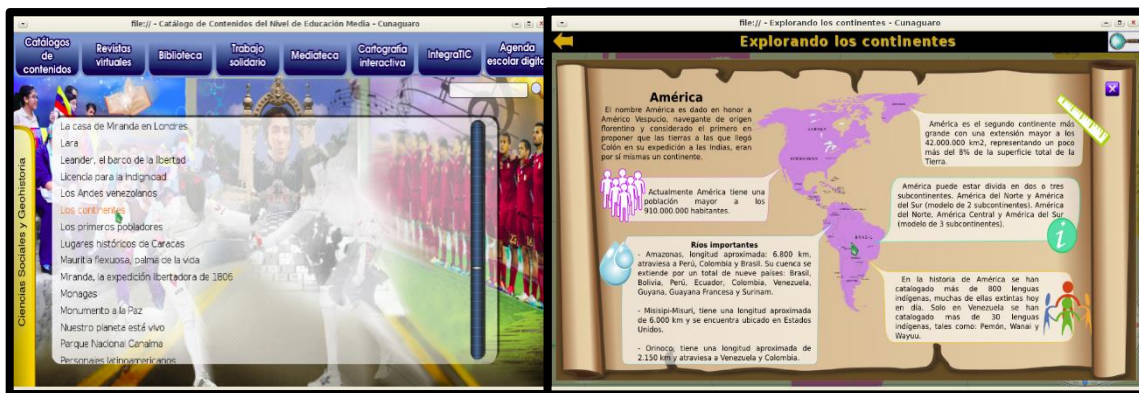 file:// - Catálogo de Contenidos del Nivel de Educación Media - Cunaguaro
Catálogos
de
contenidos
Revistas
virtuales
Biblioteca
Trabajo
solidario
Mediateca
Cartografía
interactiva
IntegraTIC
Agenda
escolar digita
Ciencias Sociales y Geohistoria
La casa de Miranda en Londres
Lara
Leander, el barco de la libertad
Licencia para la indignidad
Los Andes venezolanos
Los continentes
Los primeros pobladores
Lugares históricos de Caracas
Mauritia flexuosa, palma de la vida
Miranda, la expedición libertadora de 1806
Monagas
Monumento a la Paz
Nuestro planeta está vivo
Parque Nacional Canaima
Personajes latinoamericanos
file:// - Explorando los continentes - Cunaguaro
Explorando los continentes
América
El nombre América es dado en honor a
Américo Vespucio, navegante de origen
florentino y considerado el primero en
proponer que las tierras a las que llegó
Colón en su expedición a las Indias, eran
por sí mismas un continente.
América es el segundo continente más
grande con una extensión mayor a los
42.000.000 km2, representando un poco
más del 8% de la superficie total de la
Tierra.
Actualmente América tiene una
población mayor a los
910.000.000 habitantes.
América puede estar divida en dos o tres
subcontinentes. América del Norte y América
del Sur (modelo de 2 subcontinentes). América
del Norte, América Central y América del Sur
(modelo de 3 subcontinentes).
BRASIL
Ríos importantes
- Amazonas, longitud aproximada: 6.800 km,
atraviesa a Perú, Colombia y Brasil. Su cuenca se
extiende por un total de nueve países: Brasil,
Bolivia, Perú, Ecuador, Colombia, Venezuela,
Guyana, Guayana Francesa y Surinam.
- Misisipi-Misuri, tiene una longitud aproximada
de 6.000 km y se encuentra ubicado en Estados
Unidos.
- Orinoco, tiene una longitud aproximada de
2.150 km y atraviesa a Venezuela y Colombia.
En la historia de América se han
catalogado más de 800 lenguas
indígenas, muchas de ellas extintas hoy
en día. Solo en Venezuela se han
catalogado mas de 30 lenguas
indígenas, tales como: Pemón, Wanai y
Wayuu.